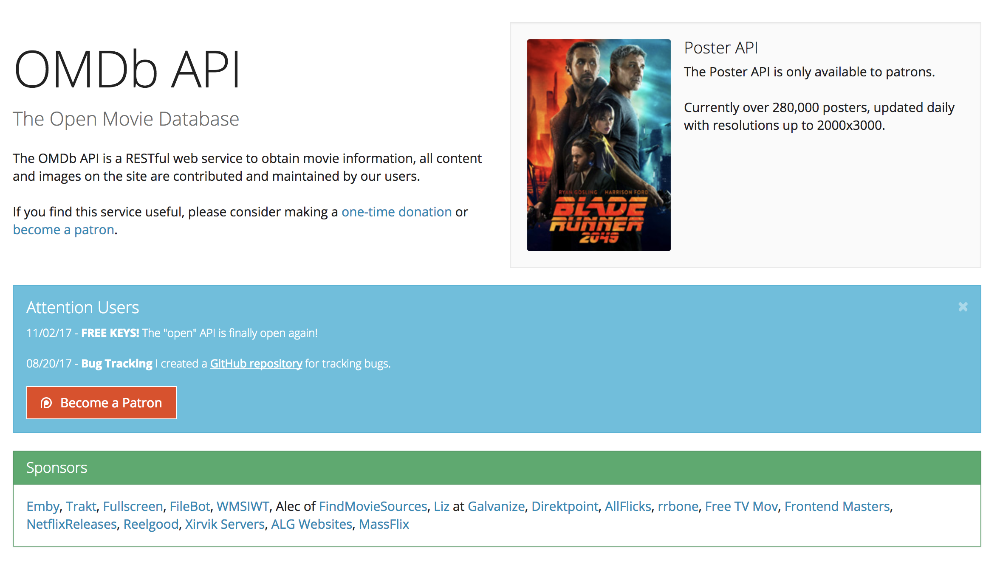 OMDb API
The Open Movie Database
The OMDb API is a RESTful web service to obtain movie information, all content
and images on the site are contributed and maintained by our users.
If you find this service useful, please consider making a one-time donation or
become a patron.
RYAN GOSLING HARRISON FORD
BLADE
RUNNER
2049
Poster API
The Poster API is only available to patrons.
Currently over 280,000 posters, updated daily
with resolutions up to 2000x3000.
Attention Users
11/02/17 - FREE KEYS! The "open" API is finally open again!
08/20/17 - Bug Tracking I created a GitHub repository for tracking bugs.
Become a Patron
Sponsors
Emby, Trakt, Fullscreen, FileBot, WMSIWT, Alec of FindMovieSources, Liz at Galvanize, Direktpoint, AllFlicks, rrbone, Free TV Mov, Frontend Masters,
NetflixReleases, Reelgood, Xirvik Servers, ALG Websites, MassFlix